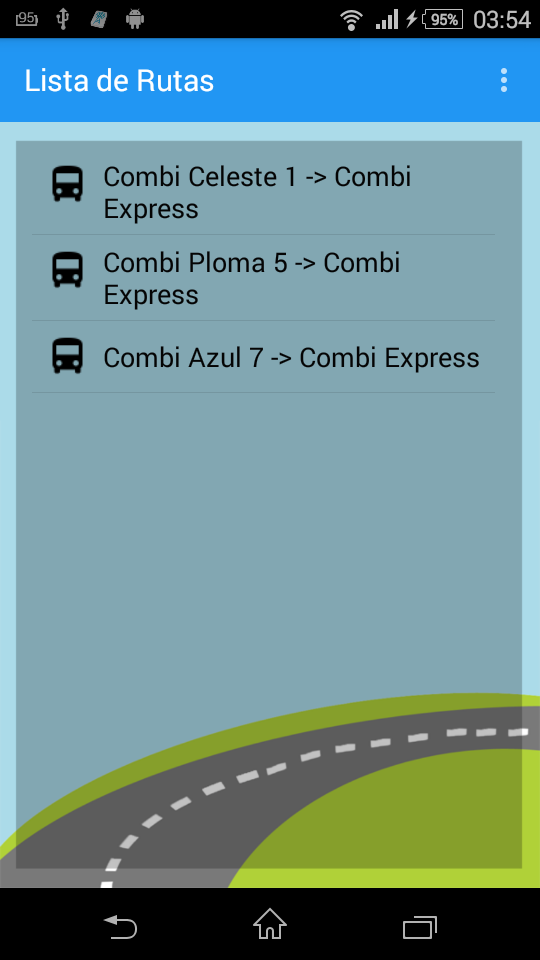 95
95%
03:54
Lista de Rutas
Combi Celeste 1 -> Combi
Express
Combi Ploma 5 -> Combi
Express
Combi Azul 7 -> Combi Express